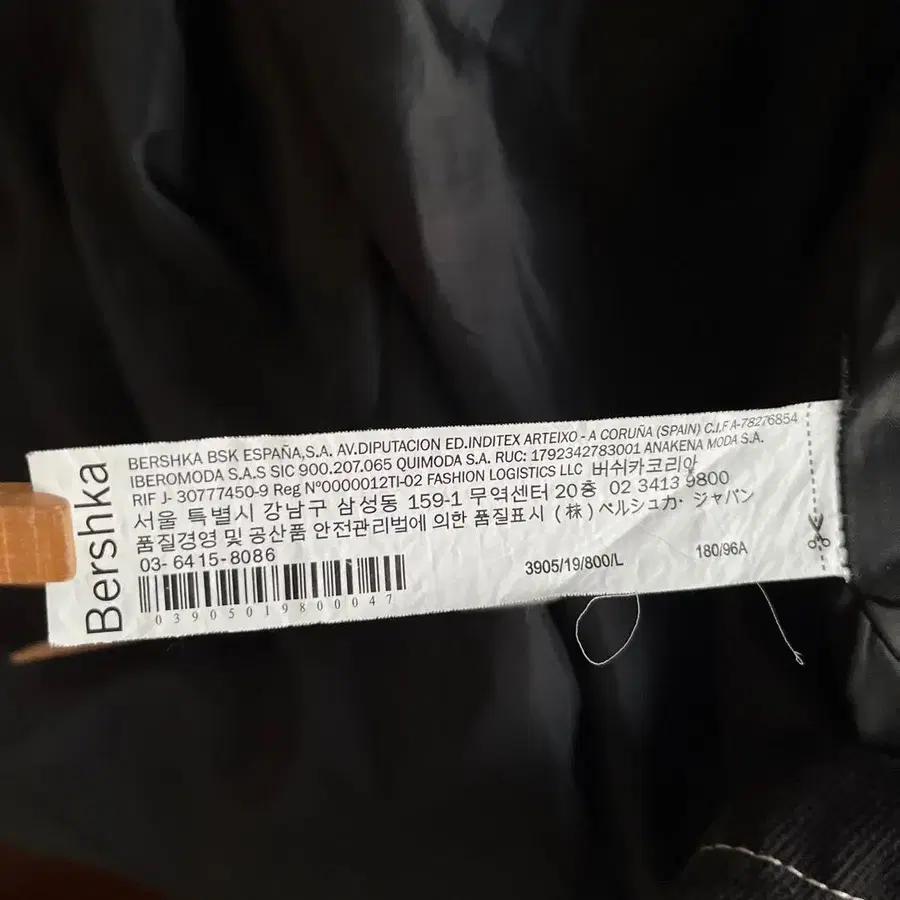 Bershka
BERSHKA BSK ESPAÑA,S.A. AV.DIPUTACION ED.INDITEX ARTEIXO - A CORUÑA (SPAIN) C.I.F A-78276854
IBEROMODA S.A.S SIC 900.207.065 QUIMODA S.A. RUC: 1792342783001 ANAKENA MODA S.A.
RIF J- 30777450-9 Reg Nº0000012TI-02 FASHION LOGISTICS LLC 버쉬카코리아
서울 특별시 강남구 삼성동 159-1 무역센터 20층 02 3413 9800
품질경영 및 공산품 안전관리법에 의한 품질표시 (株)ベルシュカ・ジャパン
03- 6415-8086
0390501980047
3905/19/800/L
180/96A